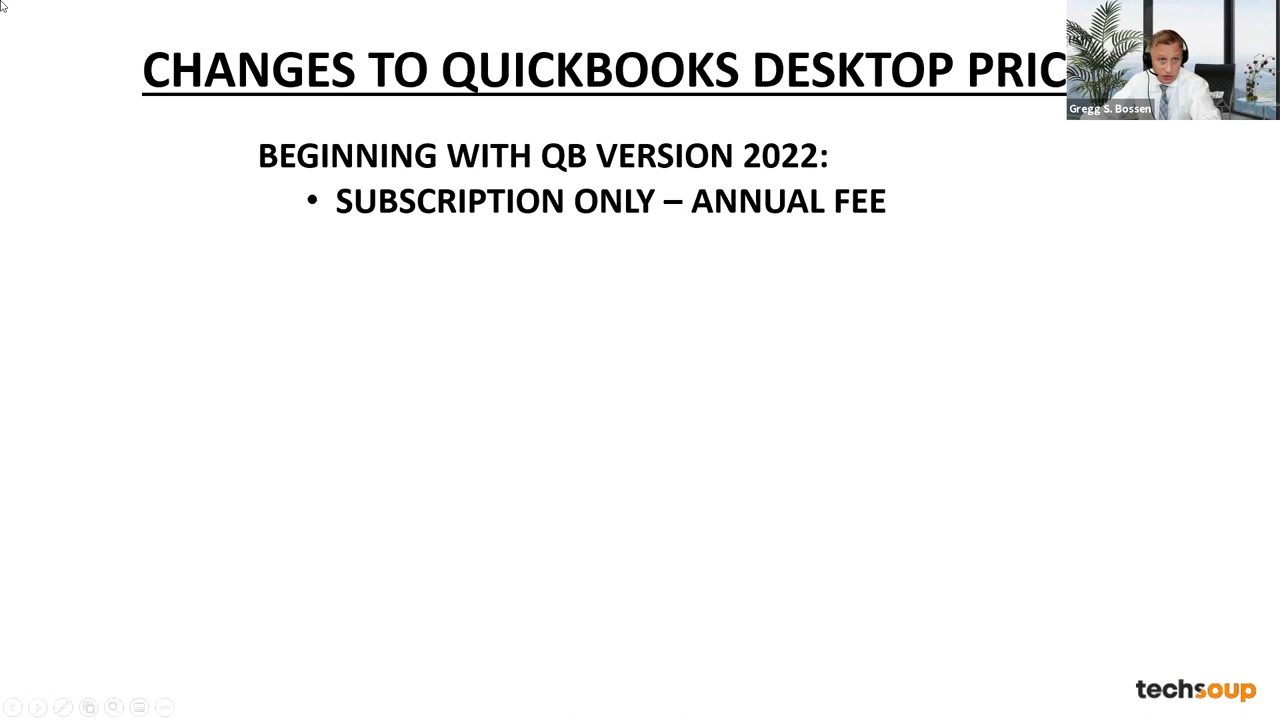 CHANGES TO QUICKBOOKS DESKTOP PRIC
Gregg S. Bossen
BEGINNING WITH QB VERSION 2022:
• SUBSCRIPTION ONLY – ANNUAL FEE
techsoup